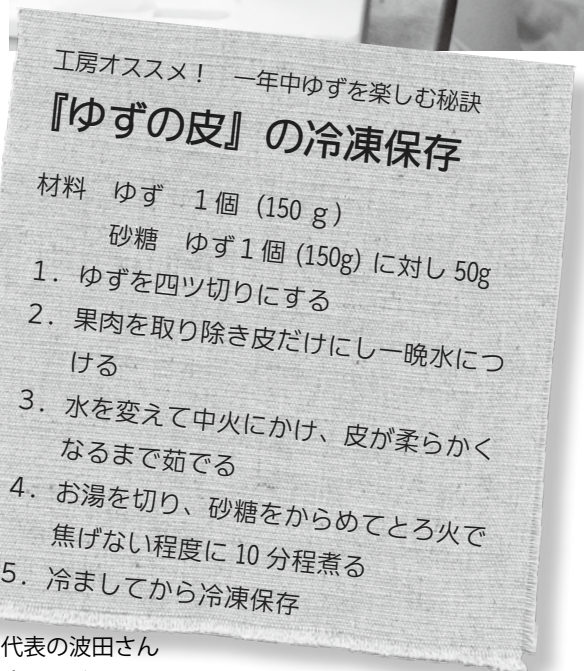 工房オススメ！　一年中ゆずを楽しむ秘訣
『ゆずの皮』の冷凍保存
材料　ゆず　１個（150 ｇ）
砂糖　ゆず１個 (150g) に対し 50g
1．ゆずを四ツ切りにする
2．果肉を取り除き皮だけにし一晩水につ
ける
3．水を変えて中火にかけ、皮が柔らかく
なるまで茹でる
4．お湯を切り、砂糖をからめてとろ火で
焦げない程度に 10 分程煮る
5．冷ましてから冷凍保存
代表の波田さん